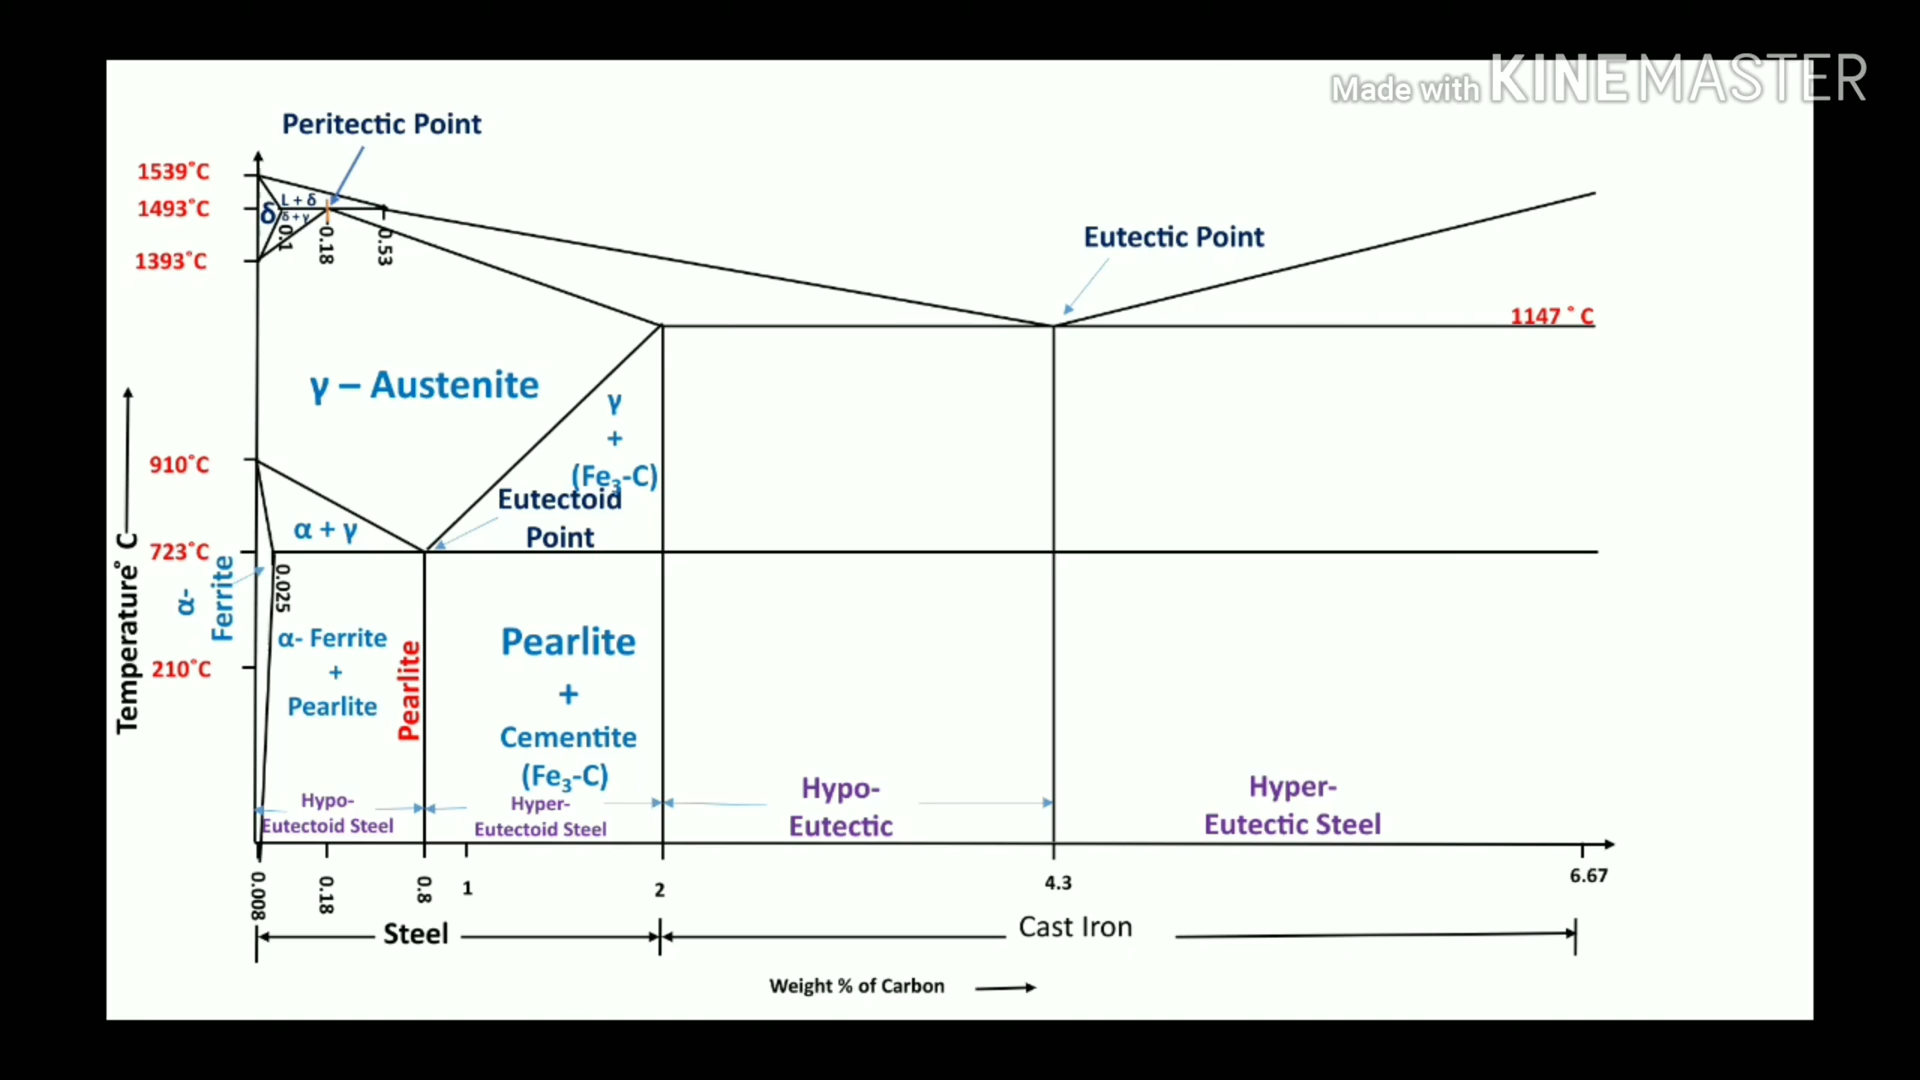 Made with KINEMASTER
Peritectic Point
1539°C
L + δ
1493°C
δ
δ + γ
0.1
0.18
0.53
1393°C
Eutectic Point
1147 ° C
γ – Austenite
γ
+
(Fe₃-C)
910°C
Eutectoid
Point
α + γ
723°C
Temperature° C
α-
Ferrite
0.025
α- Ferrite
+
Pearlite
210°C
Pearlite
Pearlite
+
Cementite
(Fe₃-C)
Hypo-
Eutectoid Steel
Hyper-
Eutectoid Steel
Hypo-
Eutectic
Hyper-
Eutectic Steel
0.008
0.18
0.8
1
2
4.3
6.67
Steel
Cast Iron
Weight % of Carbon